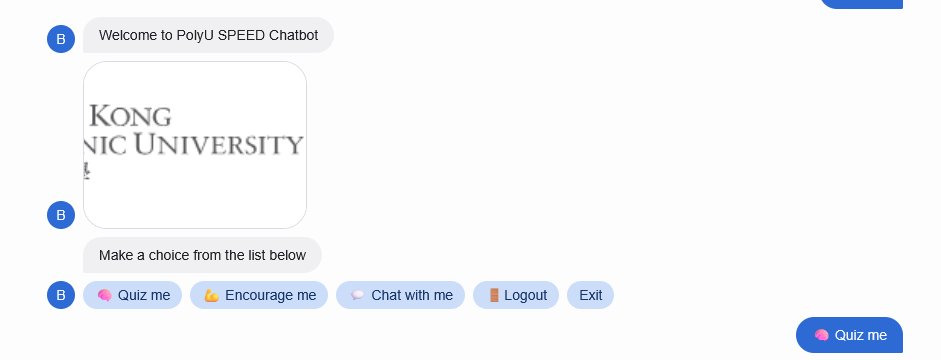 B
Welcome to PolyU SPEED Chatbot
KONG
NIC UNIVERSITY
B
Make a choice from the list below
B
🧠 Quiz me
💪 Encourage me
💬 Chat with me
🚪 Logout
Exit
🧠 Quiz me